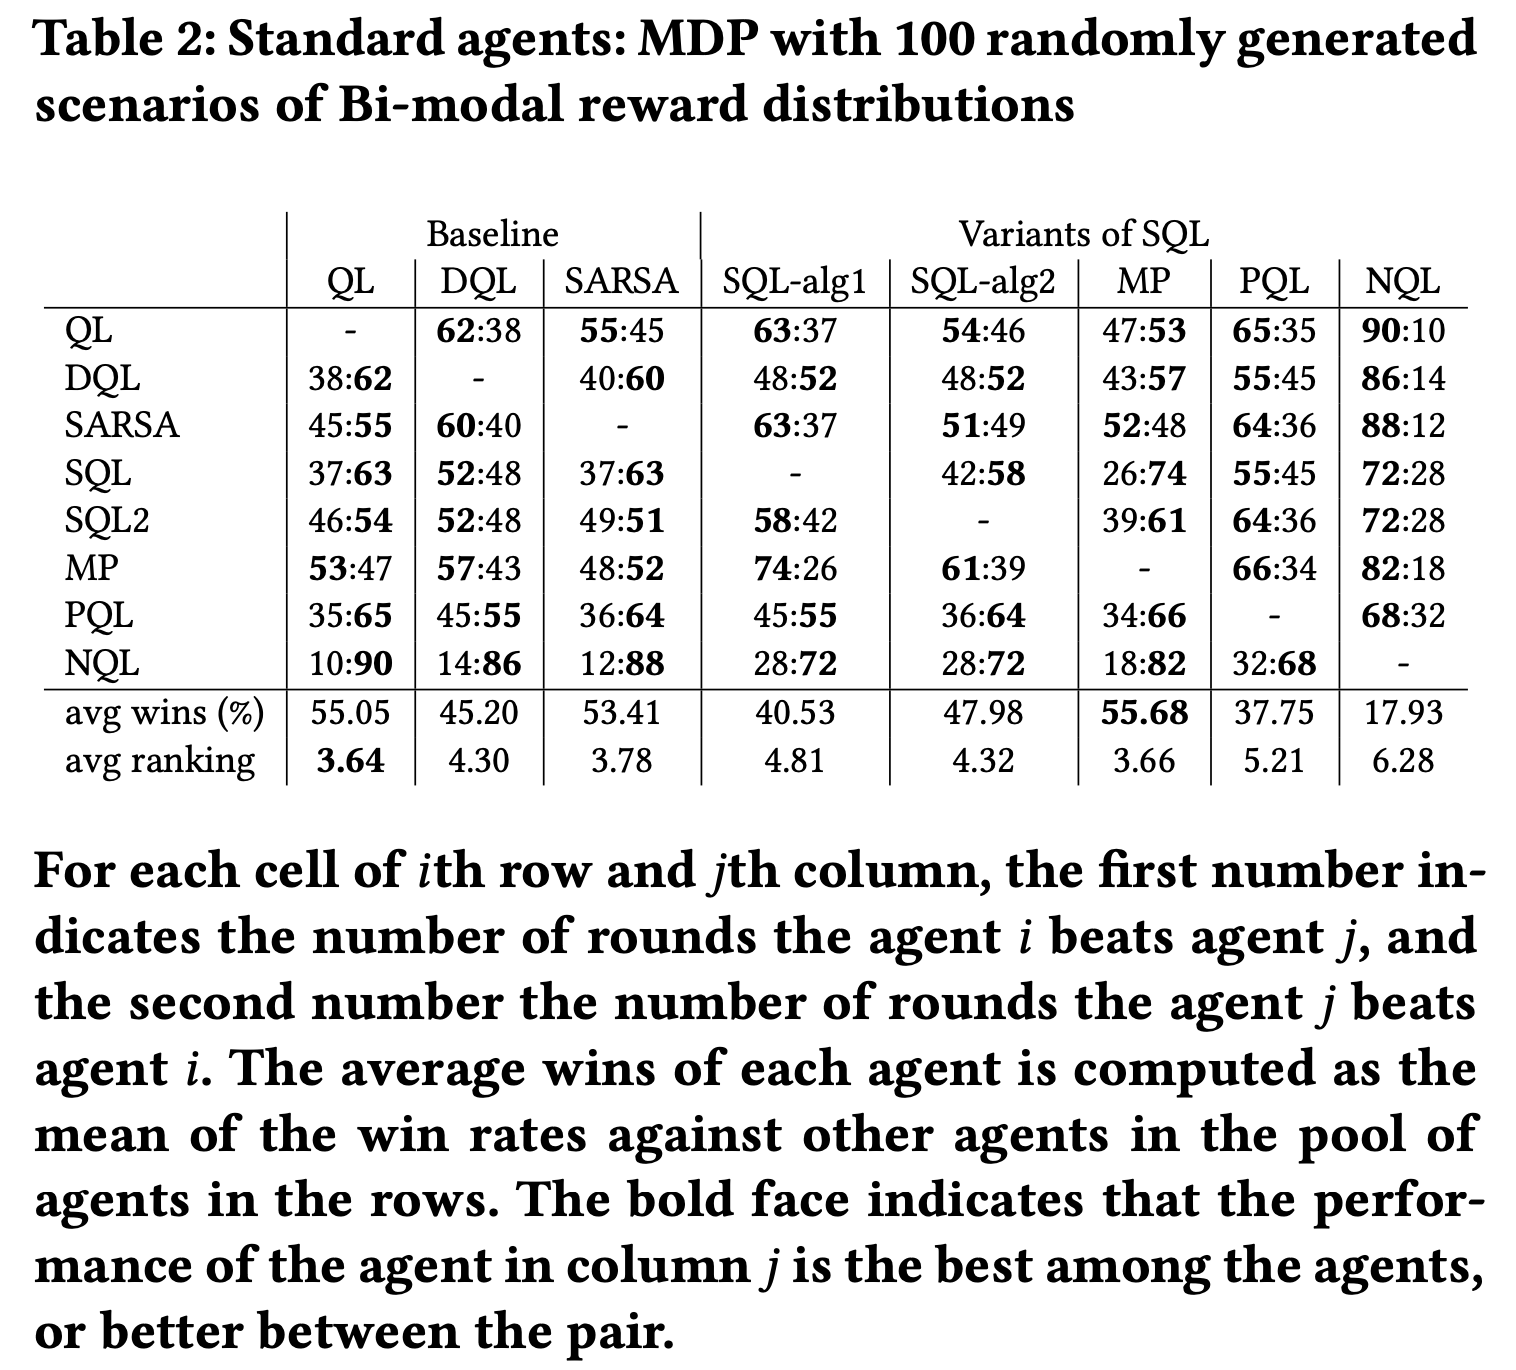 Table 2: Standard agents: MDP with 100 randomly generated
scenarios of Bi-modal reward distributions
Baseline Variants of SQL
QL DQL SARSA SQL-alg1 SQL-alg2 MP PQL NQL
QL - 62:38 55:45 63:37 54:46 47:53 65:35 90:10
DQL 38:62 - 40:60 48:52 48:52 43:57 55:45 86:14
SARSA 45:55 60:40 - 63:37 51:49 52:48 64:36 88:12
SQL 37:63 52:48 37:63 - 42:58 26:74 55:45 72:28
SQL2 46:54 52:48 49:51 58:42 - 39:61 64:36 72:28
MP 53:47 57:43 48:52 74:26 61:39 - 66:34 82:18
PQL 35:65 45:55 36:64 45:55 36:64 34:66 - 68:32
NQL 10:90 14:86 12:88 28:72 28:72 18:82 32:68 -
avg wins (%) 55.05 45.20 53.41 40.53 47.98 55.68 37.75 17.93
avg ranking 3.64 4.30 3.78 4.81 4.32 3.66 5.21 6.28
For each cell of ith row and jth column, the first number in-
dicates the number of rounds the agent i beats agent j, and
the second number the number of rounds the agent j beats
agent i. The average wins of each agent is computed as the
mean of the win rates against other agents in the pool of
agents in the rows. The bold face indicates that the perfor-
mance of the agent in column j is the best among the agents,
or better between the pair.